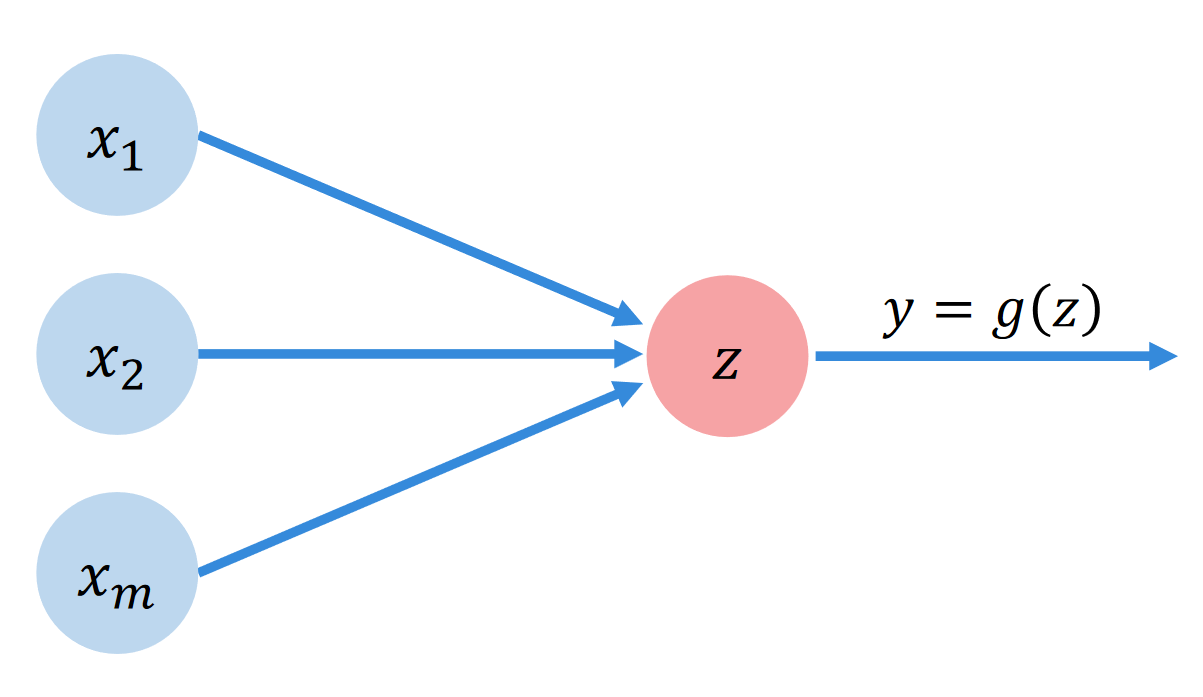 x₁
x₂
xₘ
z
y = g(z)